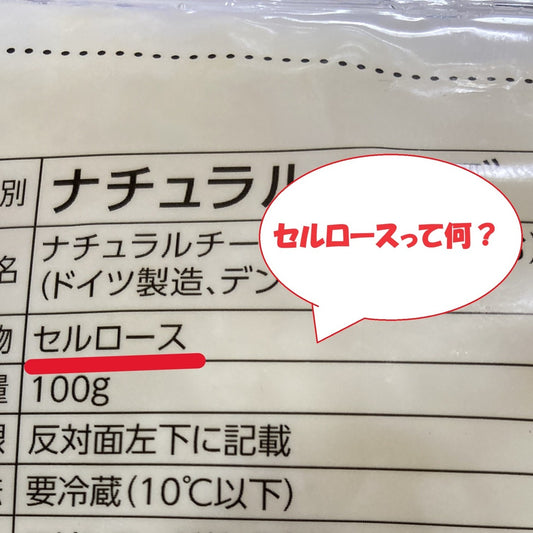 別 ナチュラル
セルロースって何？
名 ナチュラルチー
(ドイツ製造、デン
物 セルロース
量 100g
限 反対面左下に記載
法 要冷蔵(10℃以下)